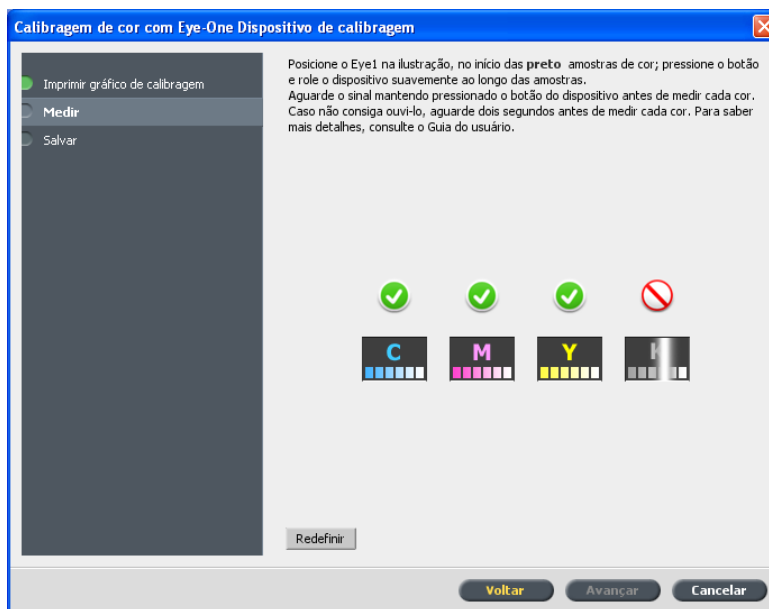 Calibragem de cor com Eye-One Dispositivo de calibragem
Imprimir gráfico de calibragem
Medir
Salvar
Posicione o Eye1 na ilustração, no início das preto amostras de cor; pressione o botão
e role o dispositivo suavemente ao longo das amostras.
Aguarde o sinal mantendo pressionado o botão do dispositivo antes de medir cada cor.
Caso não consiga ouvi-lo, aguarde dois segundos antes de medir cada cor. Para saber
mais detalhes, consulte o Guia do usuário.
C M Y K
Redefinir
Voltar Avançar Cancelar